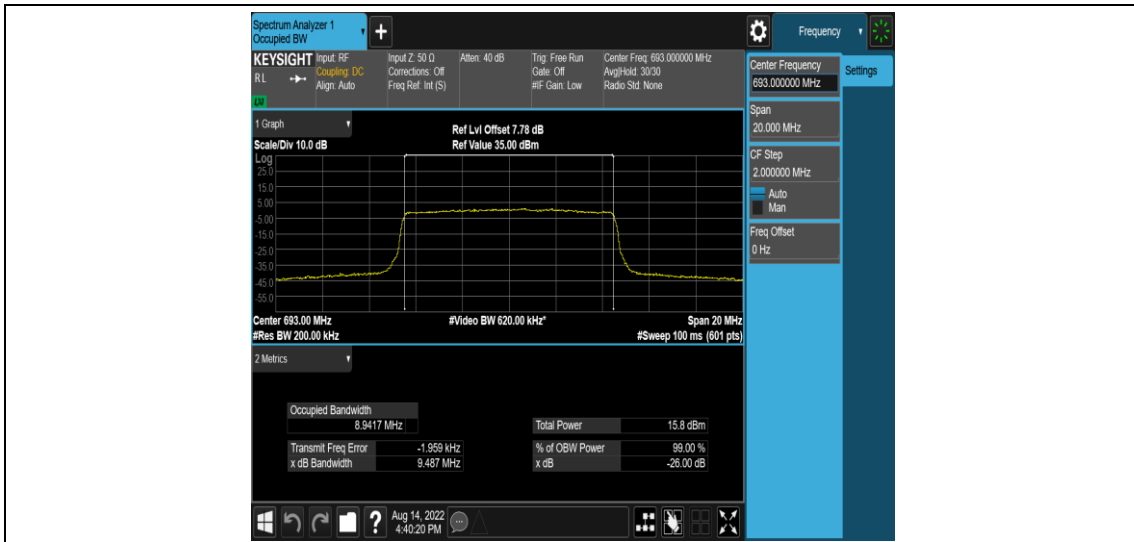 Spectrum Analyzer 1
Occupied BW
+
Frequency
KEYSIGHT
RL
Input: RF
Coupling: DC
Align: Auto
Input Z: 50 Ω
Corrections: Off
Freq Ref: Int (S)
Atten: 40 dB
Trig: Free Run
Gate: Off
#IF Gain: Low
Center Freq: 693.000000 MHz
Avg|Hold: 30/30
Radio Std: None
Center Frequency
693.000000 MHz
Settings
Span
20.000 MHz
CF Step
2.000000 MHz
Auto
Man
Freq Offset
0 Hz
1 Graph
Scale/Div 10.0 dB
Ref Lvl Offset 7.78 dB
Ref Value 35.00 dBm
Log
25.0
15.0
5.00
-5.00
-15.0
-25.0
-35.0
-45.0
-55.0
Center 693.00 MHz
#Video BW 620.00 kHz*
Span 20 MHz
#Res BW 200.00 kHz
#Sweep 100 ms (601 pts)
2 Metrics
Occupied Bandwidth
8.9417 MHz
Total Power 15.8 dBm
Transmit Freq Error -1.959 kHz
% of OBW Power 99.00 %
x dB Bandwidth 9.487 MHz
x dB -26.00 dB
?
Aug 14, 2022
4:40:20 PM